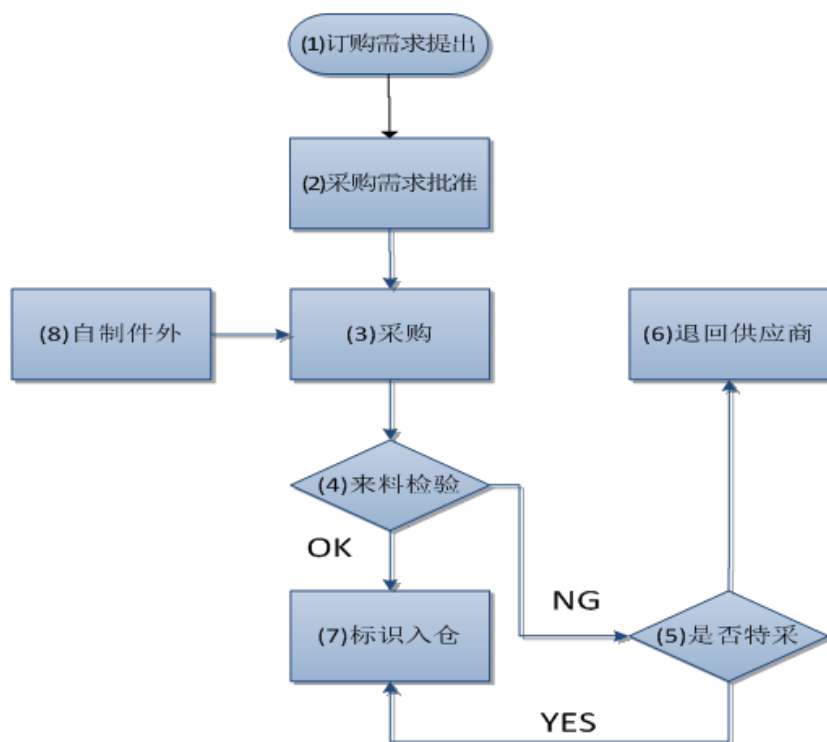 (1)订购需求提出
(2)采购需求批准
(8)自制件外
(3)采购
(6)退回供应商
(4)来料检验
OK
NG
(7)标识入仓
(5)是否特采
YES